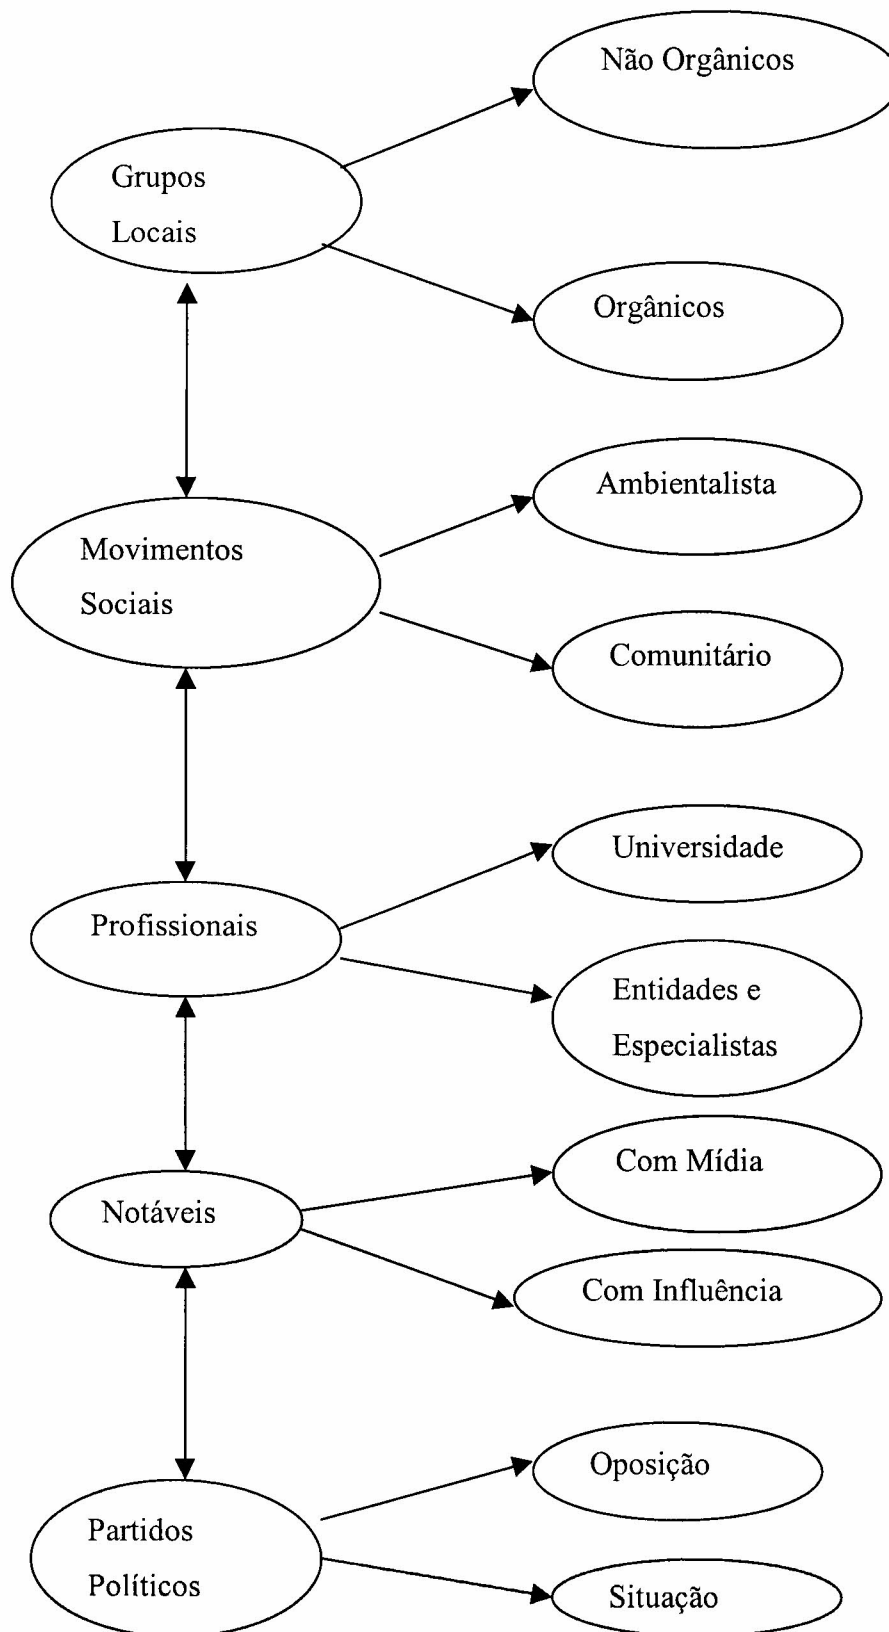 Não Orgânicos
Grupos
Locais
Orgânicos
Ambientalista
Movimentos
Sociais
Comunitário
Universidade
Profissionais
Entidades e
Especialistas
Com Mídia
Notáveis
Com Influência
Oposição
Partidos
Políticos
Situação